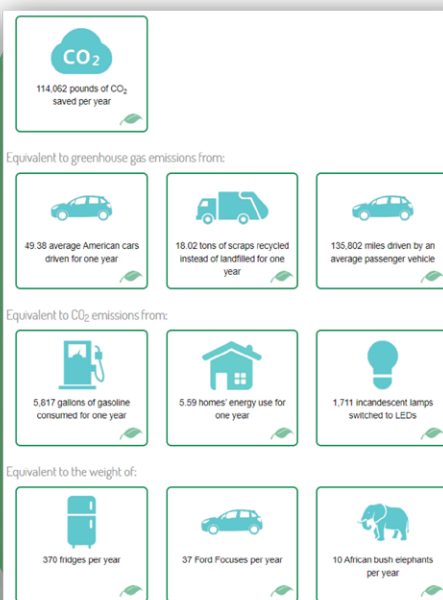 CO₂
114,062 pounds of CO₂
saved per year
Equivalent to greenhouse gas emissions from:
49.38 average American cars
driven for one year
18.02 tons of scraps recycled
instead of landfilled for one
year
135,802 miles driven by an
average passenger vehicle
Equivalent to CO₂ emissions from:
5,817 gallons of gasoline
consumed for one year
5.59 homes' energy use for
one year
1,711 incandescent lamps
switched to LEDs
Equivalent to the weight of:
370 fridges per year
37 Ford Focuses per year
10 African bush elephants
per year